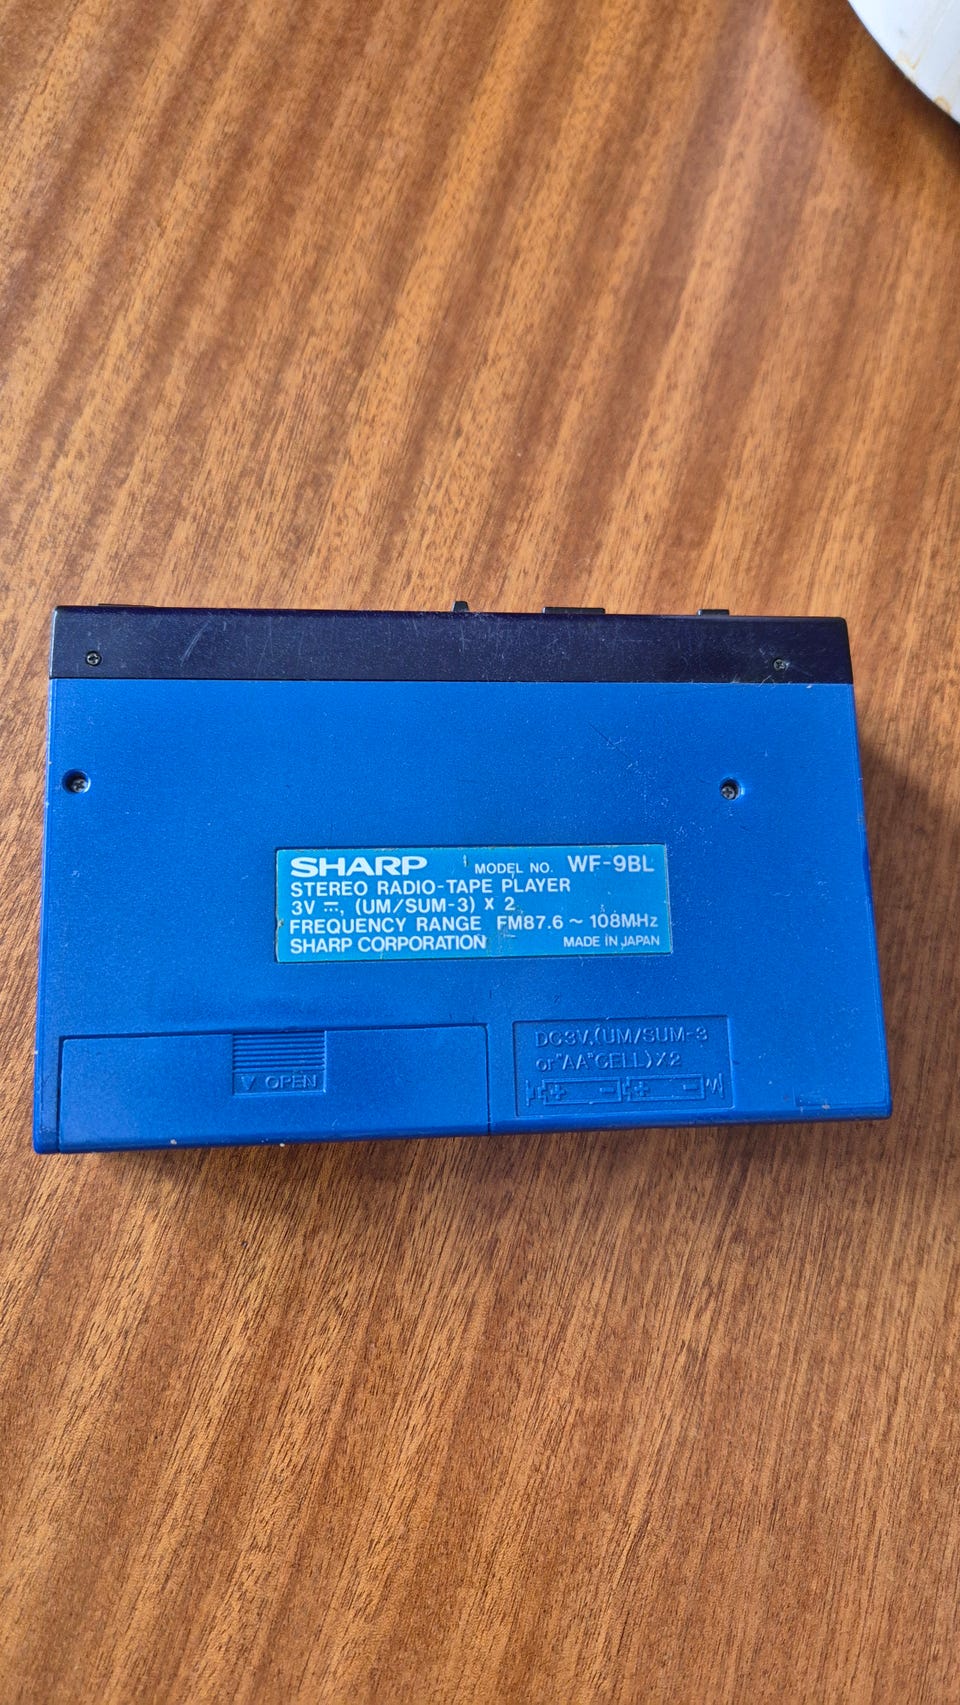 SHARP MODEL NO. WF-9BL
STEREO RADIO-TAPE PLAYER
3V ⎓, (UM/SUM-3) X 2
FREQUENCY RANGE FM87.6 ~ 108MHz
SHARP CORPORATION MADE IN JAPAN
▽ OPEN
DC3V,(UM/SUM-3
or "AA" CELL) X 2
+ - + -